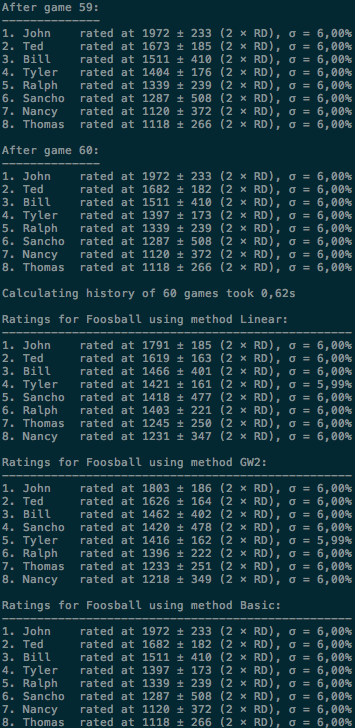 After game 59:
--------------
1. John    rated at 1972 ± 233 (2 × RD), σ = 6,00%
2. Ted     rated at 1673 ± 185 (2 × RD), σ = 6,00%
3. Bill    rated at 1511 ± 410 (2 × RD), σ = 6,00%
4. Tyler   rated at 1404 ± 176 (2 × RD), σ = 6,00%
5. Ralph   rated at 1339 ± 239 (2 × RD), σ = 6,00%
6. Sancho  rated at 1287 ± 508 (2 × RD), σ = 6,00%
7. Nancy   rated at 1120 ± 372 (2 × RD), σ = 6,00%
8. Thomas  rated at 1118 ± 266 (2 × RD), σ = 6,00%
After game 60:
--------------
1. John    rated at 1972 ± 233 (2 × RD), σ = 6,00%
2. Ted     rated at 1682 ± 182 (2 × RD), σ = 6,00%
3. Bill    rated at 1511 ± 410 (2 × RD), σ = 6,00%
4. Tyler   rated at 1397 ± 173 (2 × RD), σ = 6,00%
5. Ralph   rated at 1339 ± 239 (2 × RD), σ = 6,00%
6. Sancho  rated at 1287 ± 508 (2 × RD), σ = 6,00%
7. Nancy   rated at 1120 ± 372 (2 × RD), σ = 6,00%
8. Thomas  rated at 1118 ± 266 (2 × RD), σ = 6,00%
Calculating history of 60 games took 0,62s
Ratings for Foosball using method Linear:
--------------------------------------------------
1. John    rated at 1791 ± 185 (2 × RD), σ = 6,00%
2. Ted     rated at 1619 ± 163 (2 × RD), σ = 6,00%
3. Bill    rated at 1466 ± 401 (2 × RD), σ = 6,00%
4. Tyler   rated at 1421 ± 161 (2 × RD), σ = 5,99%
5. Sancho  rated at 1418 ± 477 (2 × RD), σ = 6,00%
6. Ralph   rated at 1403 ± 221 (2 × RD), σ = 6,00%
7. Thomas  rated at 1245 ± 250 (2 × RD), σ = 6,00%
8. Nancy   rated at 1231 ± 347 (2 × RD), σ = 6,00%
Ratings for Foosball using method GW2:
--------------------------------------------------
1. John    rated at 1803 ± 186 (2 × RD), σ = 6,00%
2. Ted     rated at 1626 ± 164 (2 × RD), σ = 6,00%
3. Bill    rated at 1462 ± 402 (2 × RD), σ = 6,00%
4. Sancho  rated at 1420 ± 478 (2 × RD), σ = 6,00%
5. Tyler   rated at 1416 ± 162 (2 × RD), σ = 5,99%
6. Ralph   rated at 1396 ± 222 (2 × RD), σ = 6,00%
7. Thomas  rated at 1233 ± 251 (2 × RD), σ = 6,00%
8. Nancy   rated at 1218 ± 349 (2 × RD), σ = 6,00%
Ratings for Foosball using method Basic:
--------------------------------------------------
1. John    rated at 1972 ± 233 (2 × RD), σ = 6,00%
2. Ted     rated at 1682 ± 182 (2 × RD), σ = 6,00%
3. Bill    rated at 1511 ± 410 (2 × RD), σ = 6,00%
4. Tyler   rated at 1397 ± 173 (2 × RD), σ = 6,00%
5. Ralph   rated at 1339 ± 239 (2 × RD), σ = 6,00%
6. Sancho  rated at 1287 ± 508 (2 × RD), σ = 6,00%
7. Nancy   rated at 1120 ± 372 (2 × RD), σ = 6,00%
8. Thomas  rated at 1118 ± 266 (2 × RD), σ = 6,00%